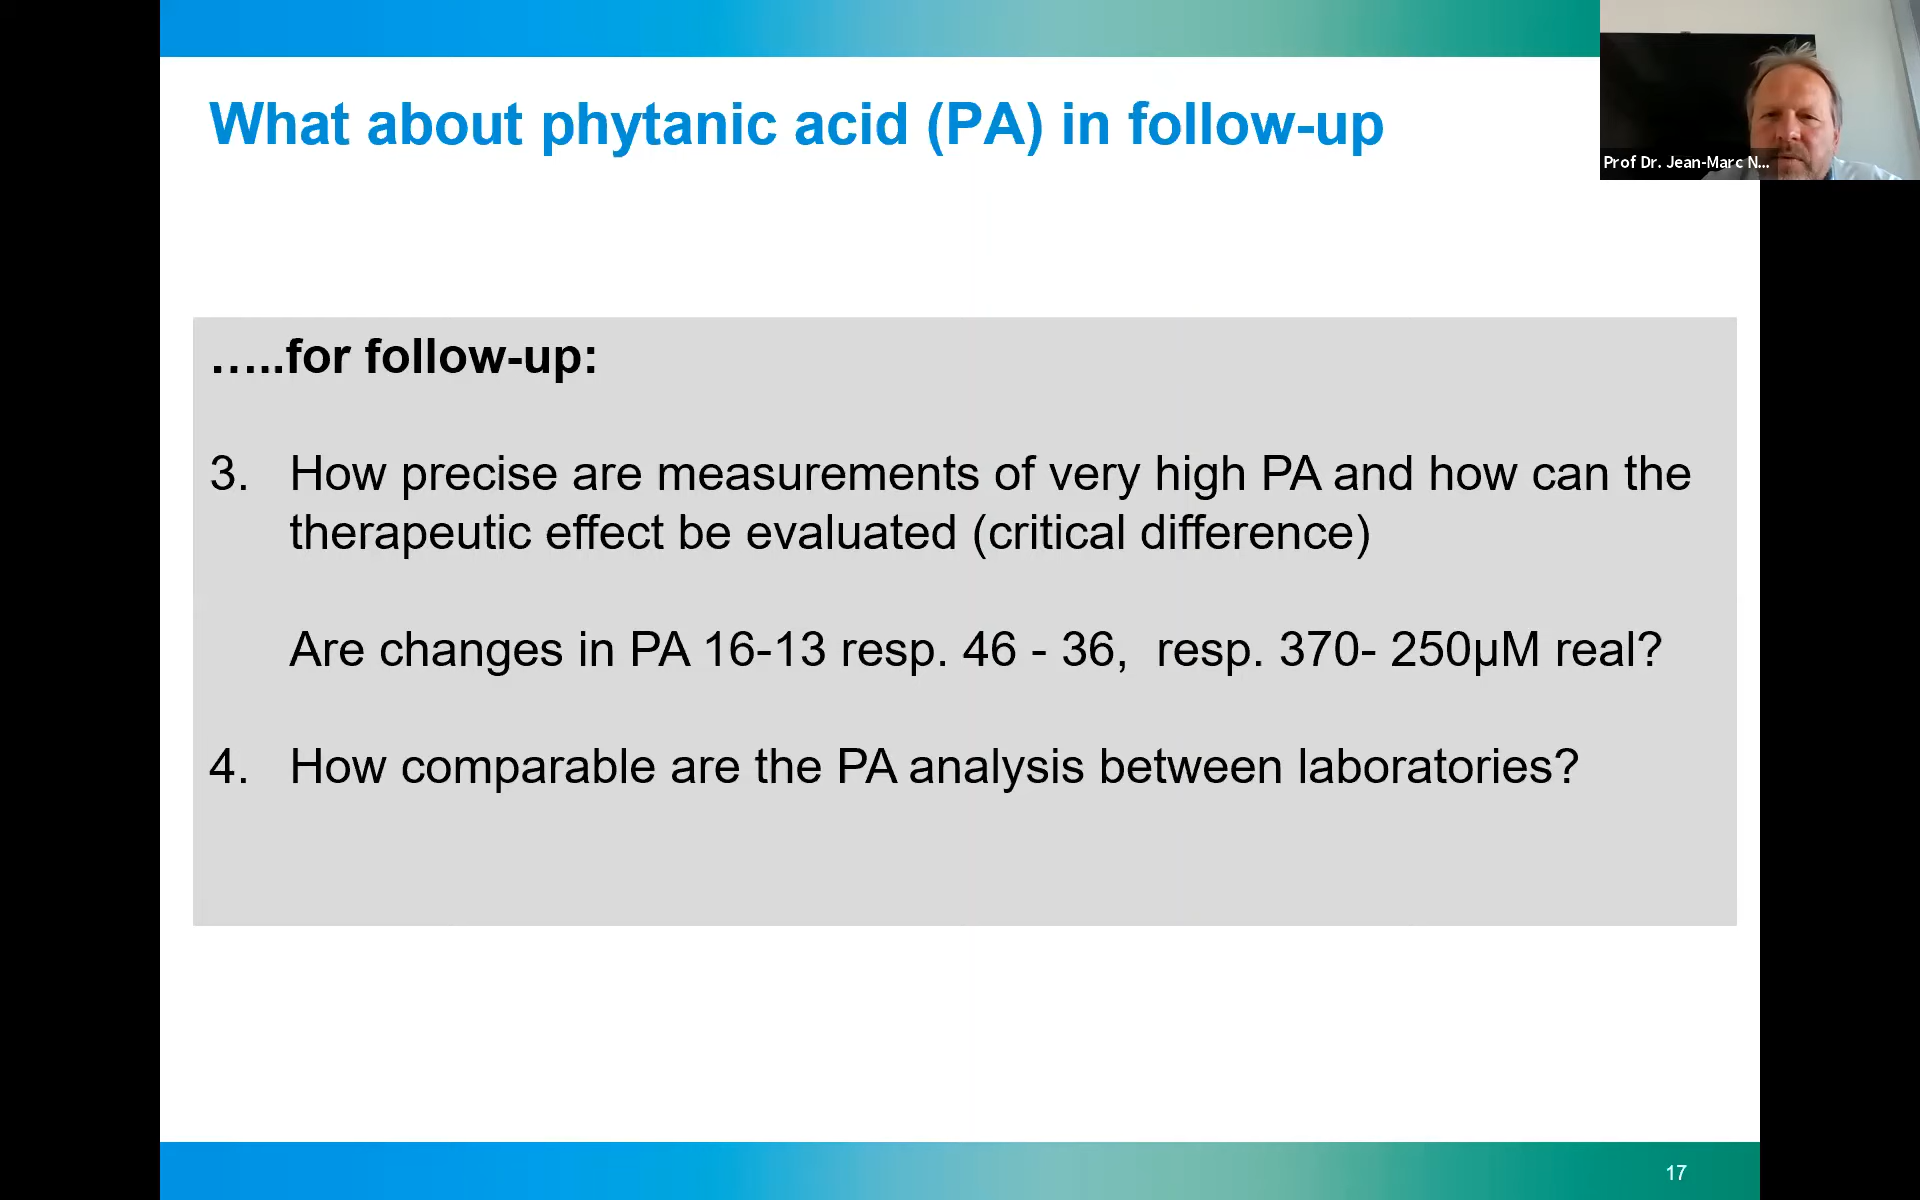 What about phytanic acid (PA) in follow-up
Prof Dr. Jean-Marc N...
…..for follow-up:
3. How precise are measurements of very high PA and how can the
therapeutic effect be evaluated (critical difference)
Are changes in PA 16-13 resp. 46 - 36,  resp. 370- 250µM real?
4. How comparable are the PA analysis between laboratories?
17